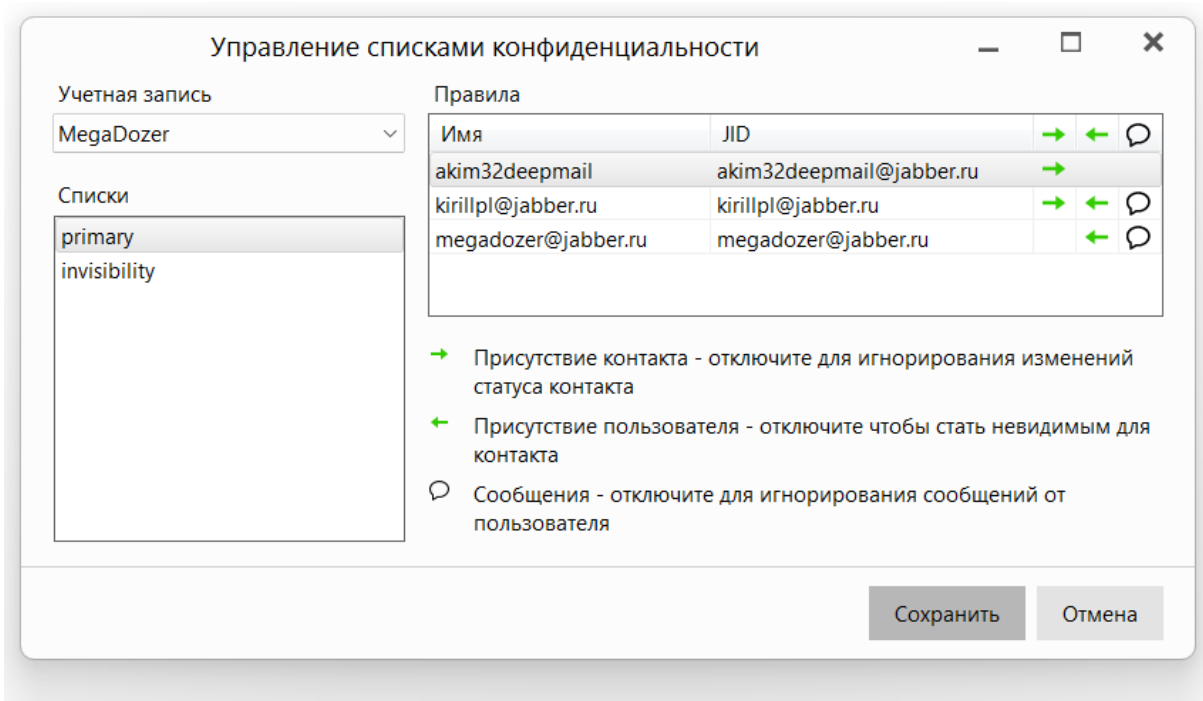 Управление списками конфиденциальности
Учетная запись
MegaDozer
Списки
primary
invisibility
Правила
Имя JID
akim32deepmail akim32deepmail@jabber.ru
kirillpl@jabber.ru kirillpl@jabber.ru
megadozer@jabber.ru megadozer@jabber.ru
Присутствие контакта - отключите для игнорирования изменений
статуса контакта
Присутствие пользователя - отключите чтобы стать невидимым для
контакта
Сообщения - отключите для игнорирования сообщений от
пользователя
Сохранить Отмена